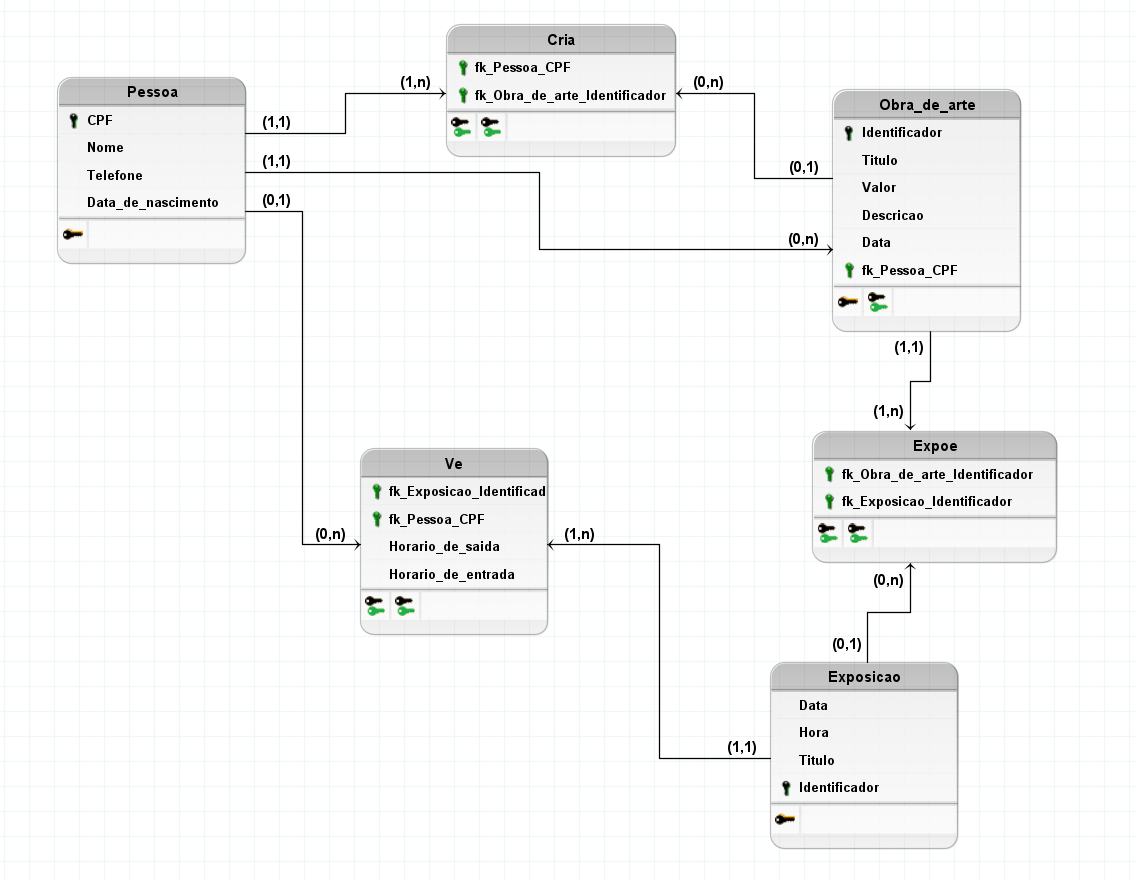 Cria
fk_Pessoa_CPF
fk_Obra_de_arte_Identificador
Pessoa
CPF
Nome
Telefone
Data_de_nascimento
(1,n)
(0,n)
(1,1)
(1,1)
(0,1)
(0,1)
(0,n)
Obra_de_arte
Identificador
Titulo
Valor
Descricao
Data
fk_Pessoa_CPF
(1,1)
(1,n)
Expoe
fk_Obra_de_arte_Identificador
fk_Exposicao_Identificador
Ve
fk_Exposicao_Identificad
fk_Pessoa_CPF
Horario_de_saida
Horario_de_entrada
(0,n)
(1,n)
(0,n)
(0,1)
(1,1)
Exposicao
Data
Hora
Titulo
Identificador